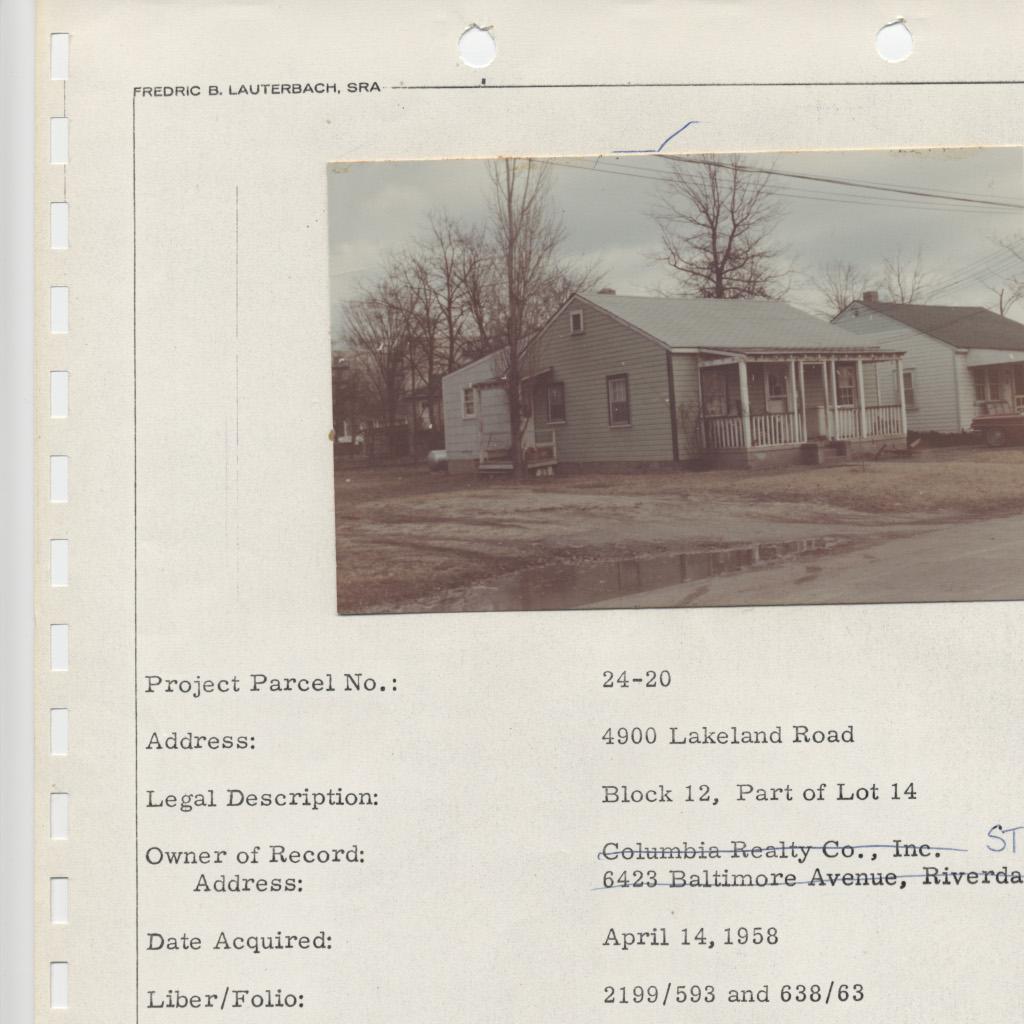 FREDRIC B. LAUTERBACH, SRA
Project Parcel No.: 24-20
Address: 4900 Lakeland Road
Legal Description: Block 12, Part of Lot 14
Owner of Record: Columbia Realty Co., Inc. ST
Address: 6423 Baltimore Avenue, Riverda
Date Acquired: April 14, 1958
Liber/Folio: 2199/593 and 638/63